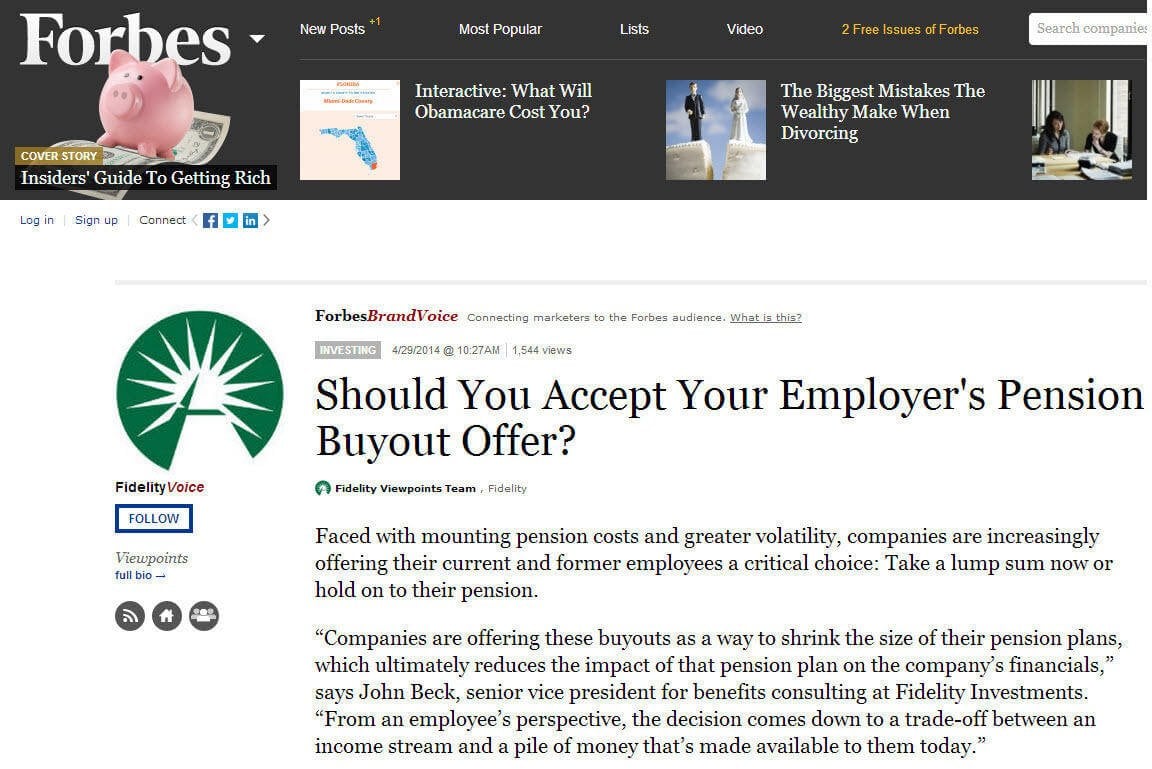 Forbes
New Posts +1
Most Popular
Lists
Video
2 Free Issues of Forbes
Search companies
COVER STORY
Insiders' Guide To Getting Rich
FLORIDA
Miami-Dade County
Interactive: What Will
Obamacare Cost You?
The Biggest Mistakes The
Wealthy Make When
Divorcing
Log in | Sign up | Connect
ForbesBrandVoice Connecting marketers to the Forbes audience. What is this?
INVESTING 4/29/2014 @ 10:27AM | 1,544 views
Should You Accept Your Employer's Pension
Buyout Offer?
Fidelity Viewpoints Team , Fidelity
FidelityVoice
FOLLOW
Viewpoints
full bio →
Faced with mounting pension costs and greater volatility, companies are increasingly
offering their current and former employees a critical choice: Take a lump sum now or
hold on to their pension.
“Companies are offering these buyouts as a way to shrink the size of their pension plans,
which ultimately reduces the impact of that pension plan on the company’s financials,”
says John Beck, senior vice president for benefits consulting at Fidelity Investments.
“From an employee’s perspective, the decision comes down to a trade-off between an
income stream and a pile of money that’s made available to them today.”